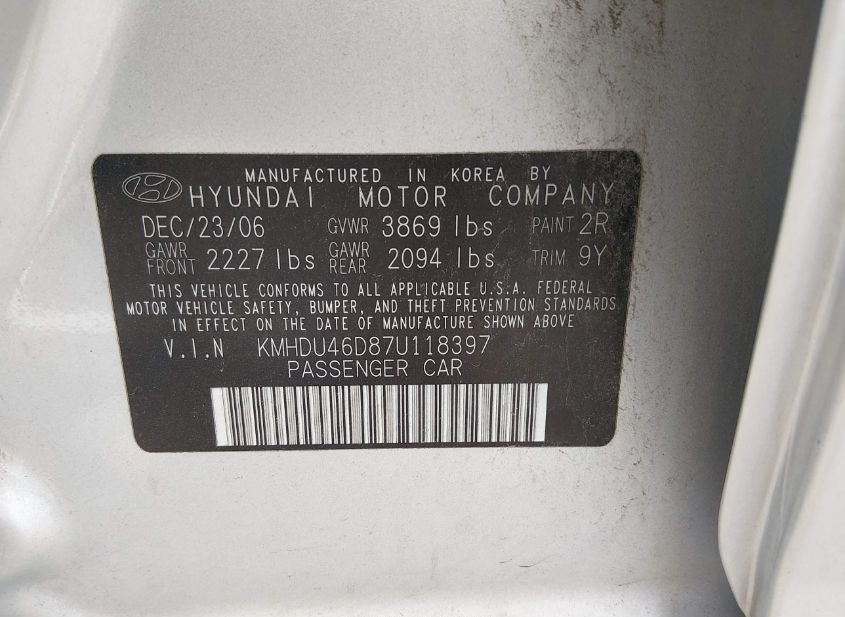 MANUFACTURED IN KOREA BY
HYUNDAI MOTOR COMPANY
DEC/23/06 GVWR 3869 lbs PAINT 2R
GAWR FRONT 2227 lbs GAWR REAR 2094 lbs TRIM 9Y
THIS VEHICLE CONFORMS TO ALL APPLICABLE U.S.A. FEDERAL
MOTOR VEHICLE SAFETY, BUMPER, AND THEFT PREVENTION STANDARDS
IN EFFECT ON THE DATE OF MANUFACTURE SHOWN ABOVE
V.I.N KMHDU46D87U118397
PASSENGER CAR